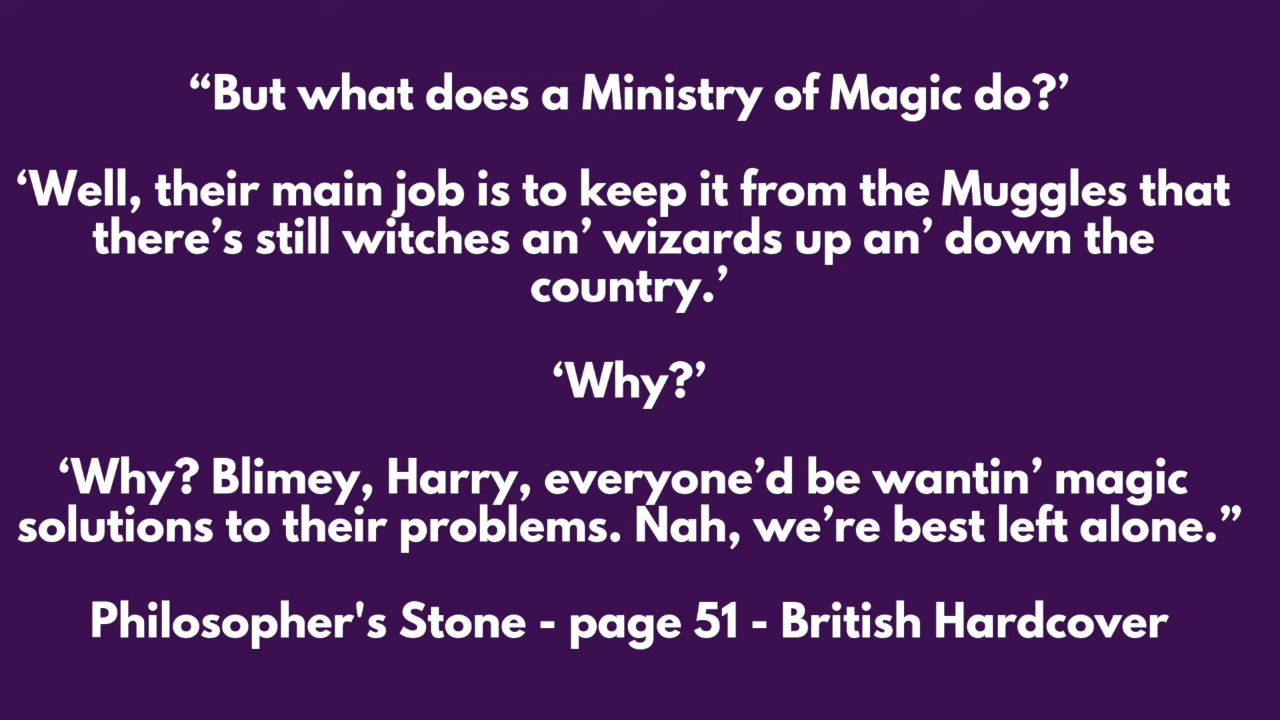 “But what does a Ministry of Magic do?’
‘Well, their main job is to keep it from the Muggles that
there’s still witches an’ wizards up an’ down the
country.’
‘Why?’
‘Why? Blimey, Harry, everyone’d be wantin’ magic
solutions to their problems. Nah, we’re best left alone.”
Philosopher's Stone - page 51 - British Hardcover